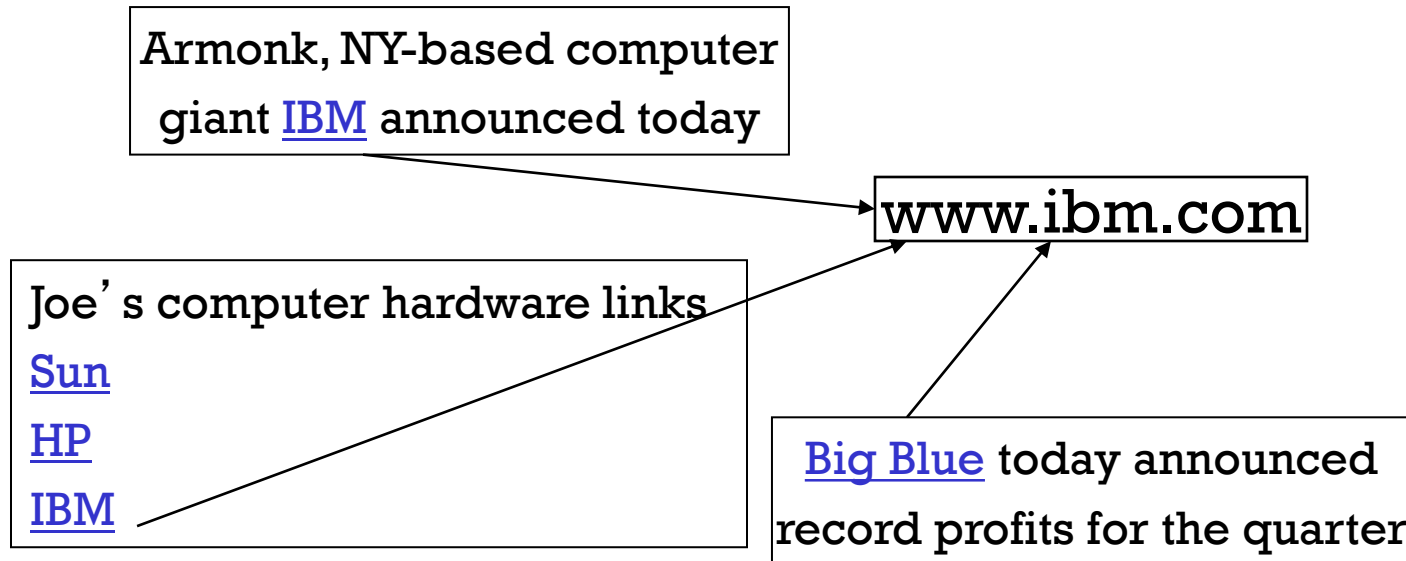 Armonk, NY-based computer
giant IBM announced today
www.ibm.com
Joe’s computer hardware links
Sun
HP
IBM
Big Blue today announced
record profits for the quarter